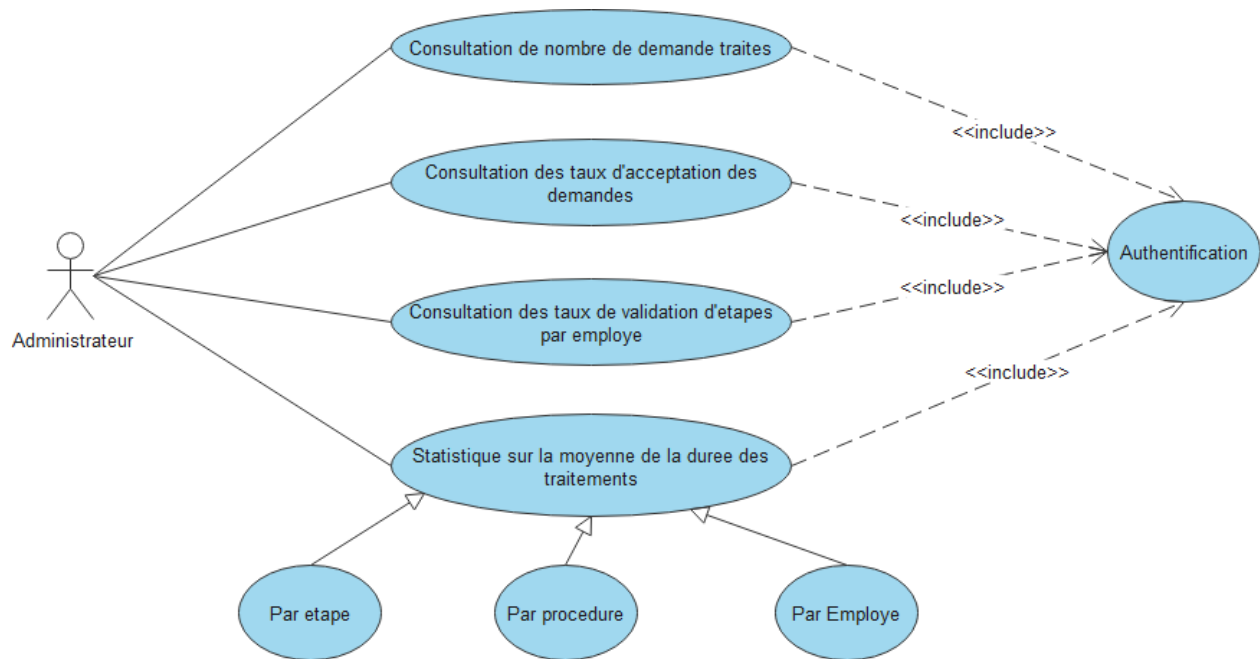 Consultation de nombre de demande traites
<<include>>
Consultation des taux d'acceptation des
demandes
<<include>>
Authentification
Administrateur
Consultation des taux de validation d'etapes
par employe
<<include>>
<<include>>
Statistique sur la moyenne de la duree des
traitements
Par etape
Par procedure
Par Employe